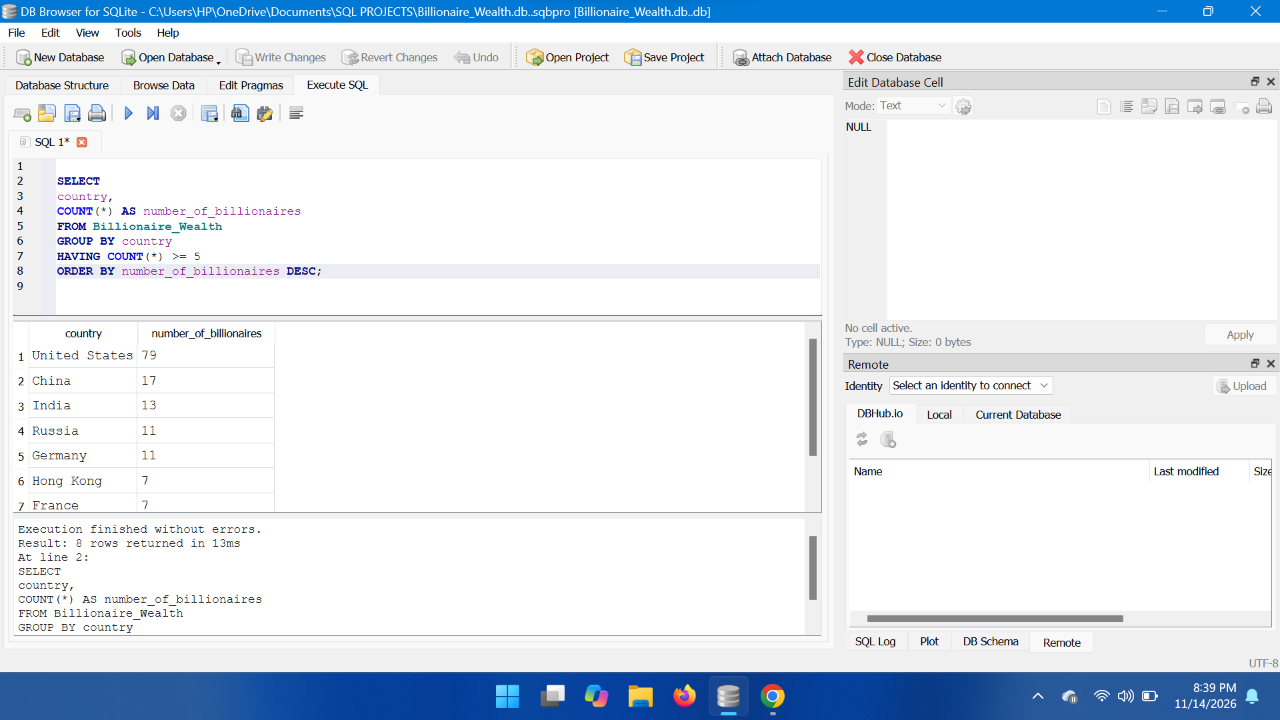 DB Browser for SQLite - C:\Users\HP\OneDrive\Documents\SQL PROJECTS\Billionaire_Wealth.db..sqbpro [Billionaire_Wealth.db..db]
File Edit View Tools Help
New Database Open Database Write Changes Revert Changes Undo Open Project Save Project Attach Database Close Database
Database Structure Browse Data Edit Pragmas Execute SQL
SQL 1*
1
2 SELECT
3 country,
4 COUNT(*) AS number_of_billionaires
5 FROM Billionaire_Wealth
6 GROUP BY country
7 HAVING COUNT(*) >= 5
8 ORDER BY number_of_billionaires DESC;
9
country number_of_billionaires
1 United States 79
2 China 17
3 India 13
4 Russia 11
5 Germany 11
6 Hong Kong 7
7 France 7
Execution finished without errors.
Result: 8 rows returned in 13ms
At line 2:
SELECT
country,
COUNT(*) AS number_of_billionaires
FROM Billionaire_Wealth
GROUP BY country
Edit Database Cell
Mode: Text
NULL
No cell active.
Type: NULL; Size: 0 bytes
Apply
Remote
Identity Select an identity to connect Upload
DBHub.io Local Current Database
Name Last modified Size
SQL Log Plot DB Schema Remote
UTF-8
8:39 PM
11/14/2026